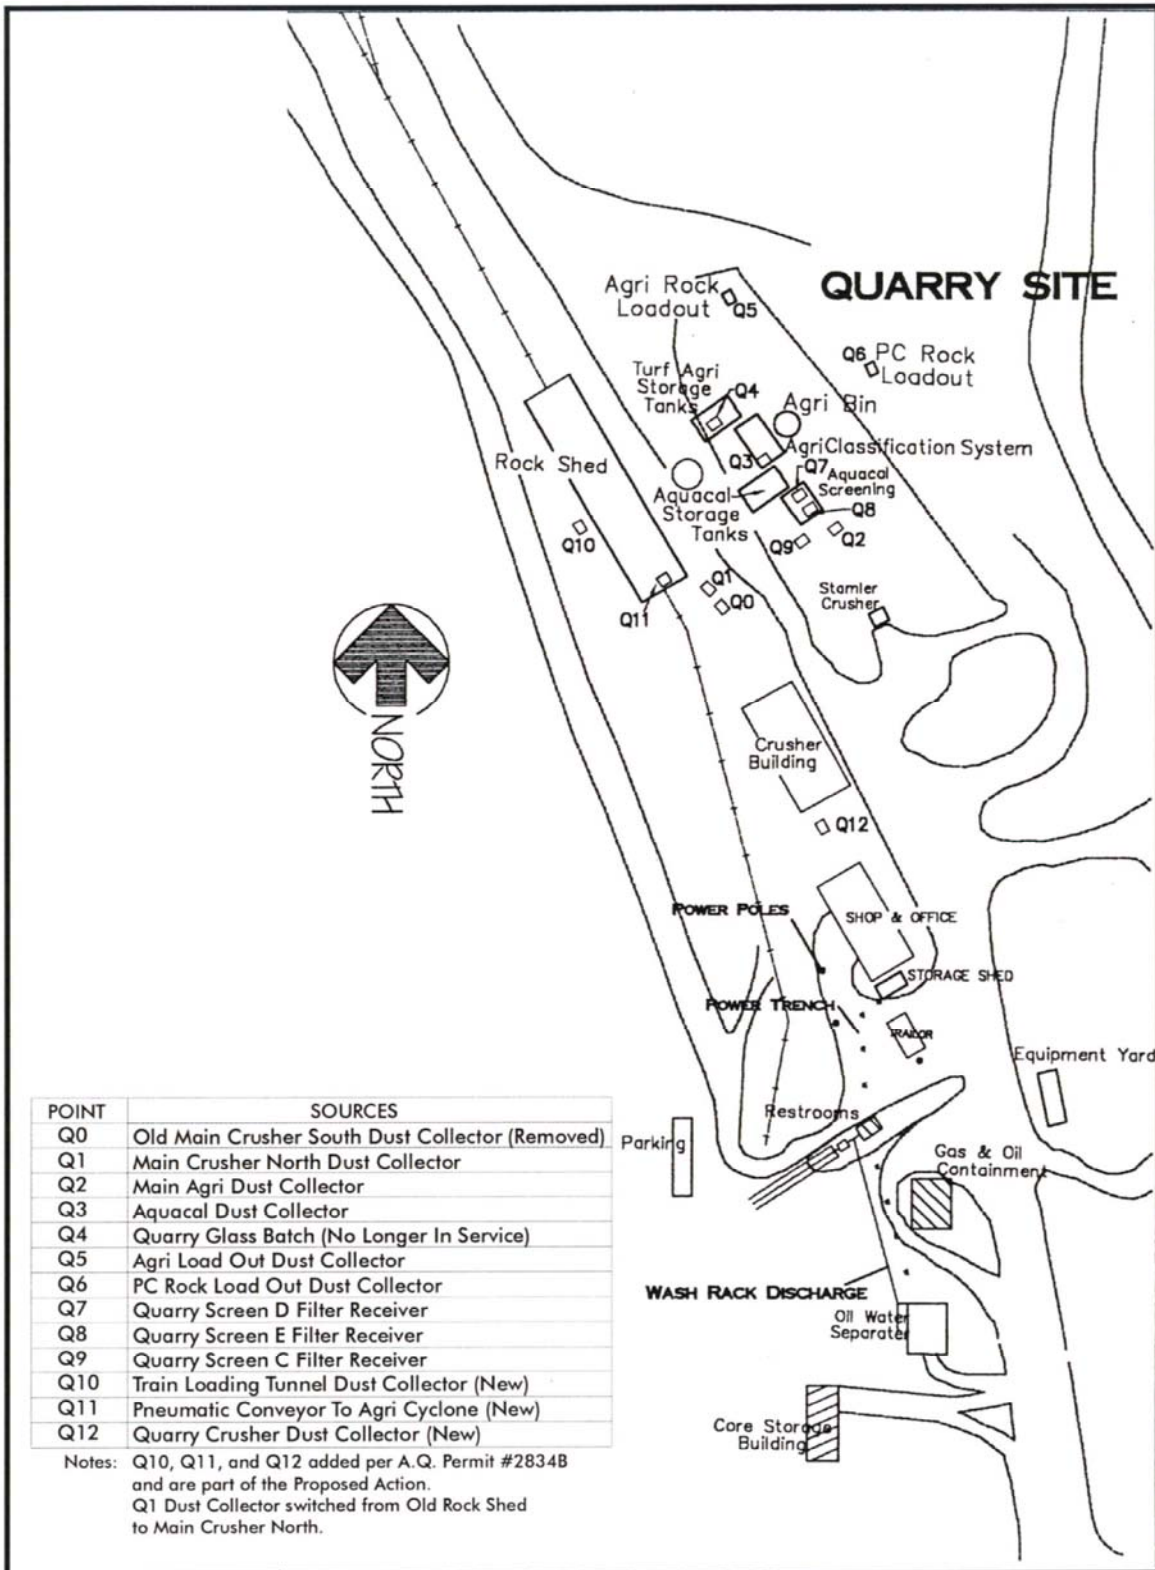 QUARRY SITE
Agri Rock
Loadout
Q5
Q6 PC Rock
Loadout
Turf Agri
Storage
Tanks
Q4
Agri Bin
Rock Shed
Q3
AgriClassification System
Q7
Aquacal
Screening
Aquacal
Storage
Tanks
Q8
Q10
Q9
Q2
Q11
Q1
Q0
Stamler
Crusher
NORTH
Crusher
Building
Q12
POWER POLES
SHOP & OFFICE
STORAGE SHED
POWER TRENCH
TRAILOR
Equipment Yard
Restrooms
Parking
Gas & Oil
Containment
WASH RACK DISCHARGE
Oil Water
Separater
Core Storage
Building
POINT SOURCES
Q0 Old Main Crusher South Dust Collector (Removed)
Q1 Main Crusher North Dust Collector
Q2 Main Agri Dust Collector
Q3 Aquacal Dust Collector
Q4 Quarry Glass Batch (No Longer In Service)
Q5 Agri Load Out Dust Collector
Q6 PC Rock Load Out Dust Collector
Q7 Quarry Screen D Filter Receiver
Q8 Quarry Screen E Filter Receiver
Q9 Quarry Screen C Filter Receiver
Q10 Train Loading Tunnel Dust Collector (New)
Q11 Pneumatic Conveyor To Agri Cyclone (New)
Q12 Quarry Crusher Dust Collector (New)
Notes: Q10, Q11, and Q12 added per A.Q. Permit #2834B
and are part of the Proposed Action.
Q1 Dust Collector switched from Old Rock Shed
to Main Crusher North.